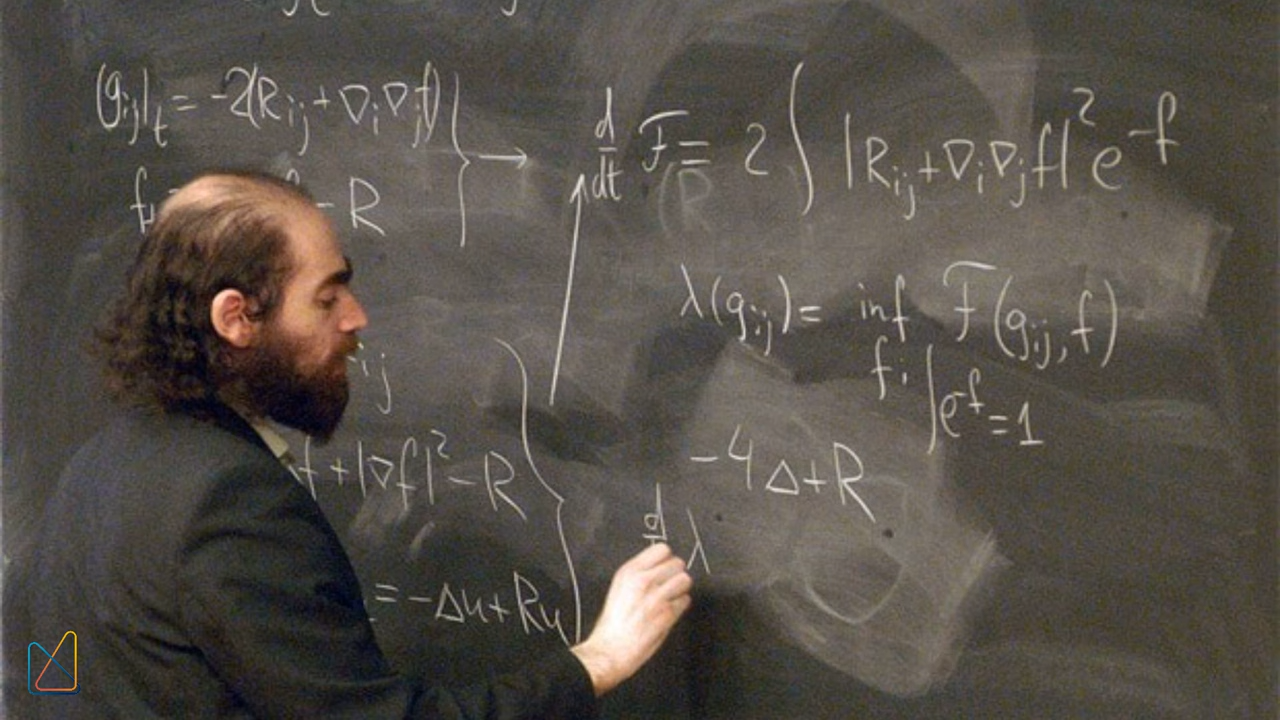 (g_ij)_t = -2(R_ij + ∇_i∇_j f) } → d/dt F = 2 ∫ |R_ij + ∇_i∇_j f|² e^-f
f_t = - R
λ(g_ij) = inf F(g_ij, f)
f: ∫e^-f = 1
ij
f + |∇f|² - R
-4Δ + R
d λ
= -Δu + Ru